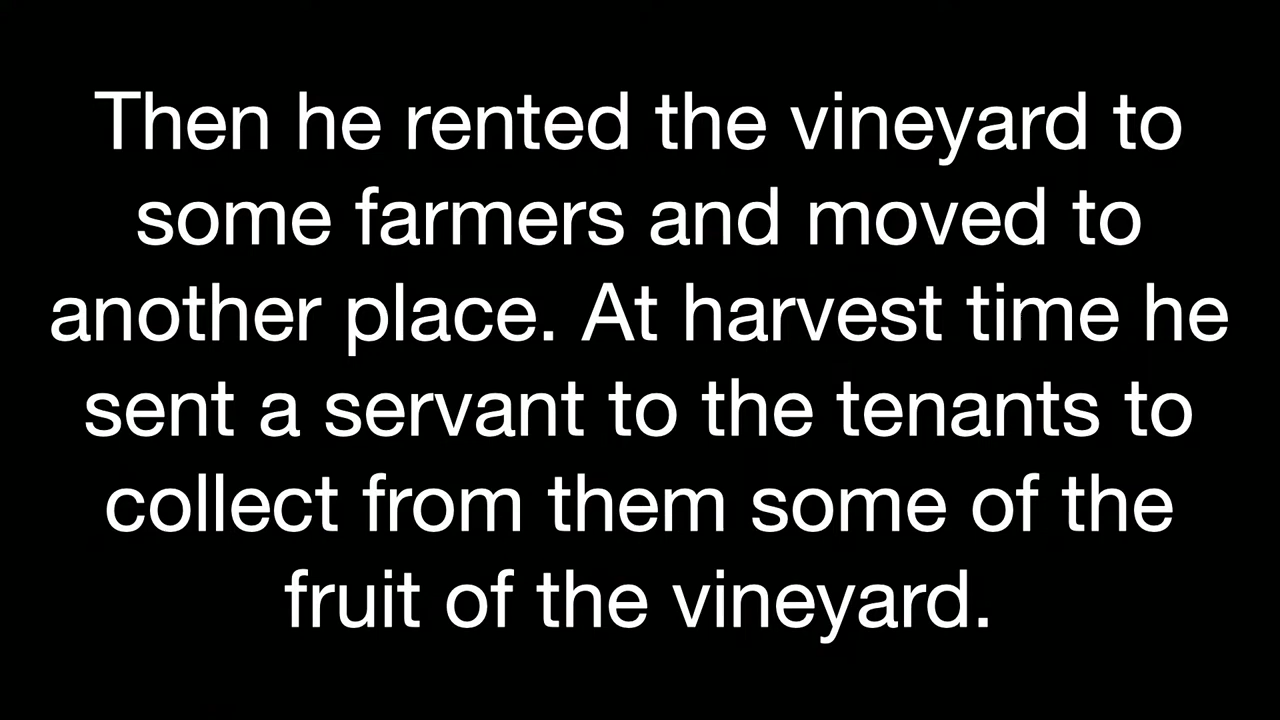 Then he rented the vineyard to
some farmers and moved to
another place. At harvest time he
sent a servant to the tenants to
collect from them some of the
fruit of the vineyard.